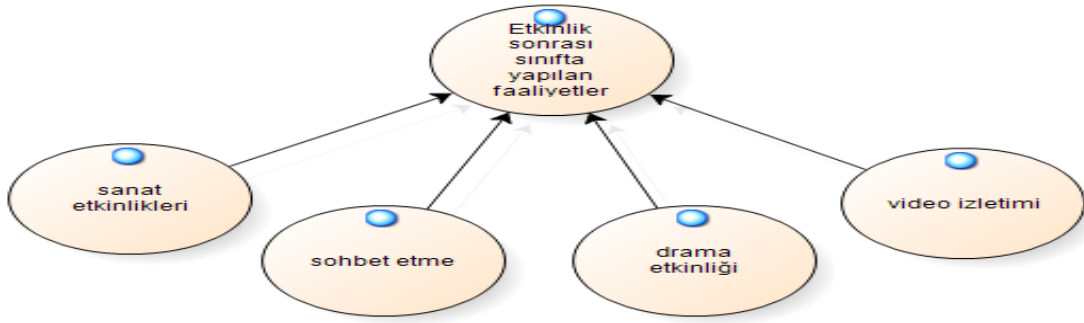 Etkinlik
sonrası
sınıfta
yapılan
faaliyetler
sanat
etkinlikleri
sohbet etme
drama
etkinliği
video izletimi